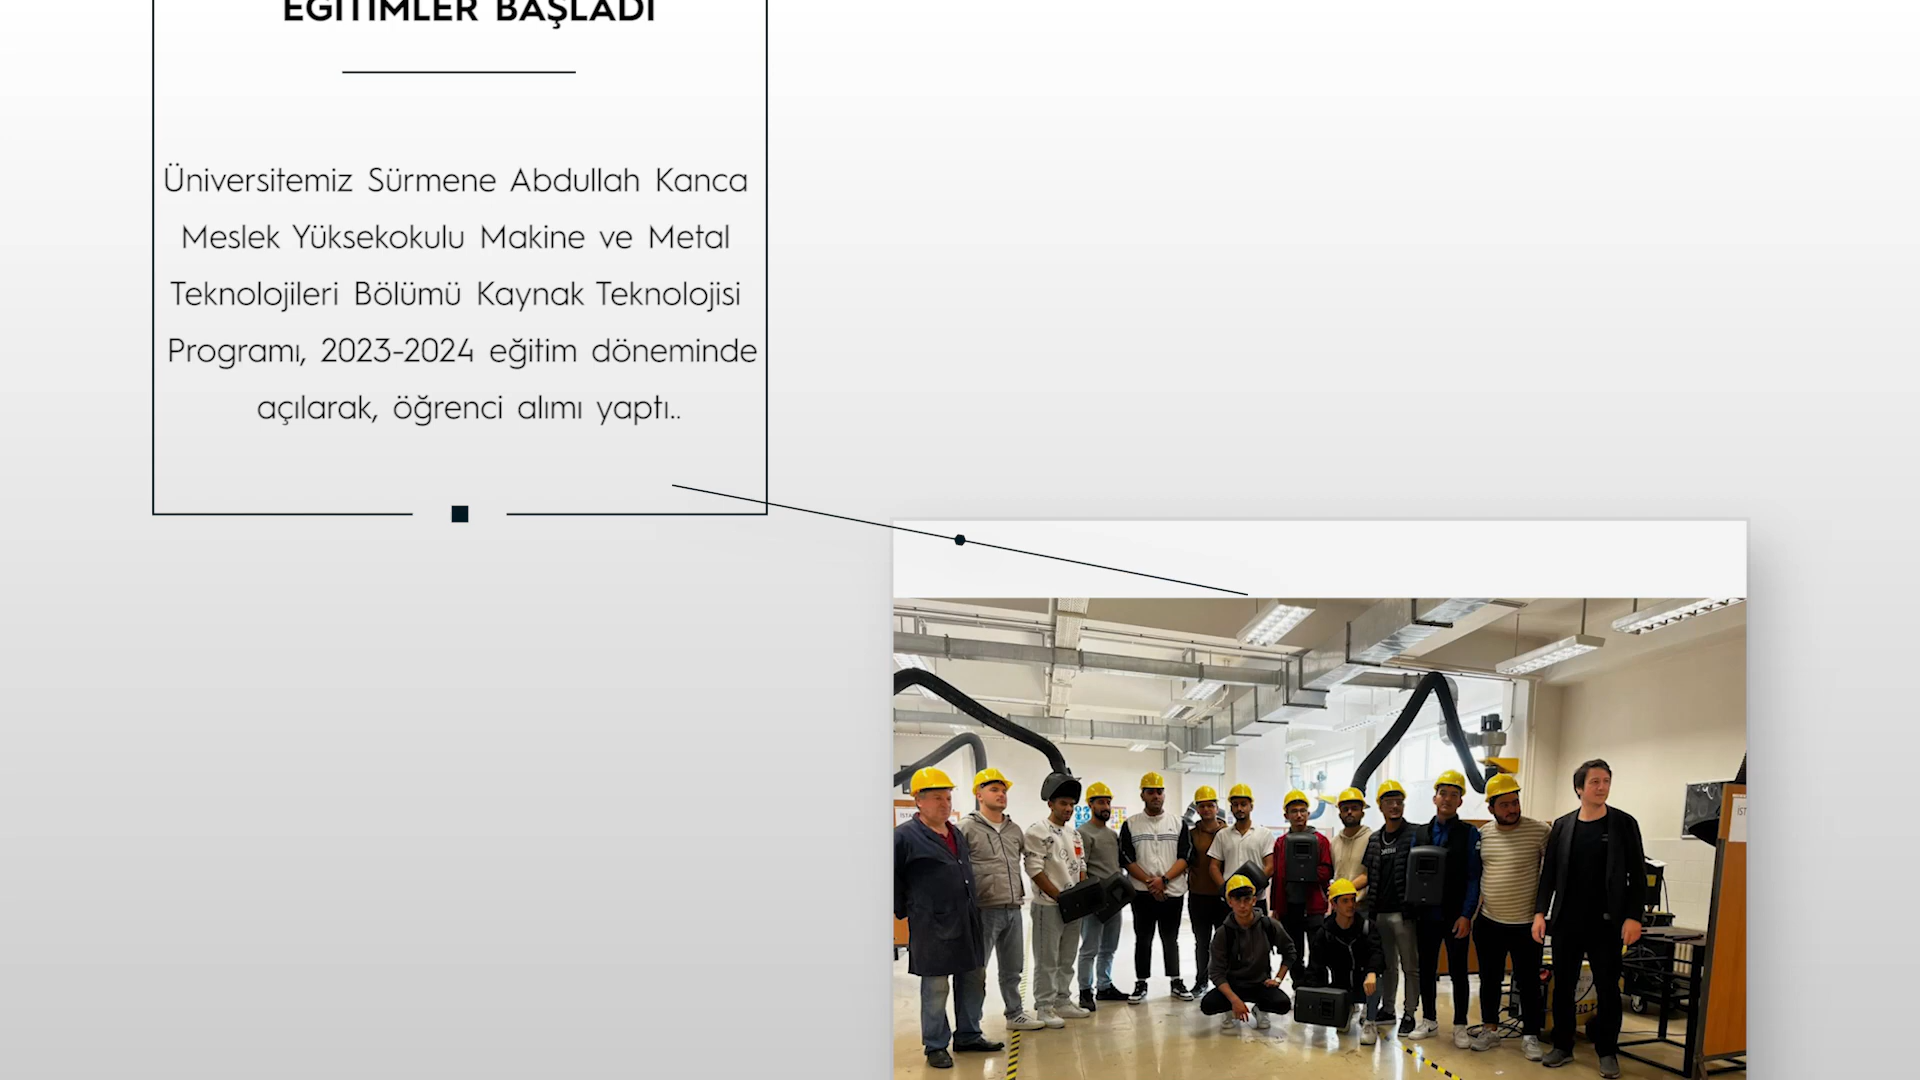 EĞİTİMLER BAŞLADI
Üniversitemiz Sürmene Abdullah Kanca
Meslek Yüksekokulu Makine ve Metal
Teknolojileri Bölümü Kaynak Teknolojisi
Programı, 2023-2024 eğitim döneminde
açılarak, öğrenci alımı yaptı..